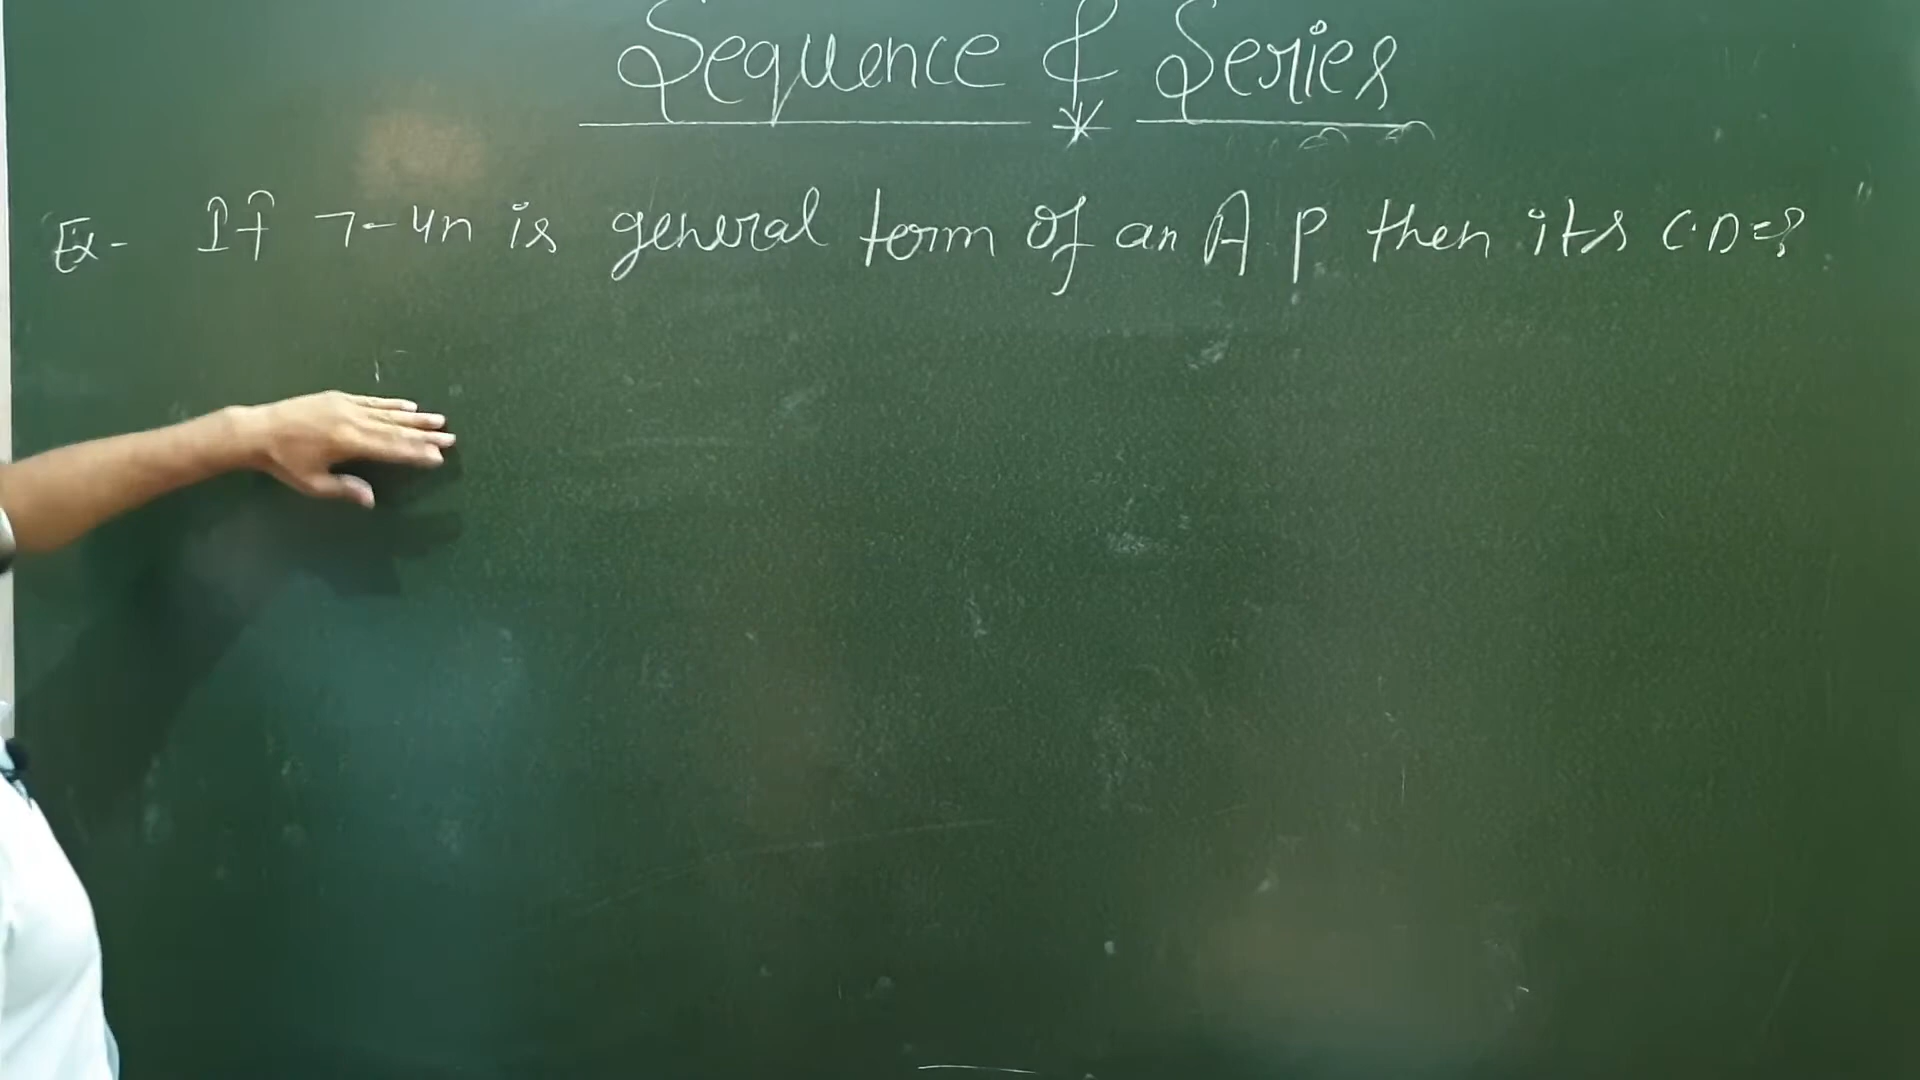 Sequence & Series
Ex- If 7-4n is general term of an A.P then its C.D=?